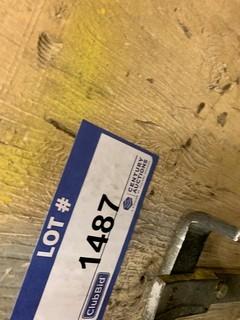 LOT #
1487
CENTURY
AUCTIONS
ClubBid